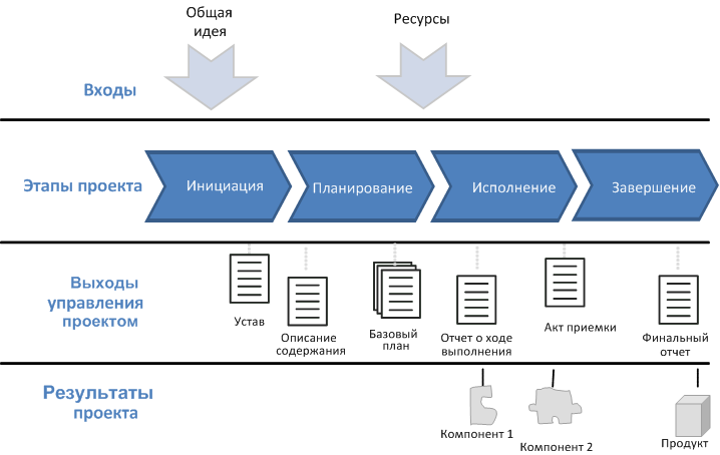 Общая
идея
Ресурсы
Входы
Этапы проекта
Инициация
Планирование
Исполнение
Завершение
Выходы
управления
проектом
Устав
Описание
содержания
Базовый
план
Отчет о ходе
выполнения
Акт приемки
Финальный
отчет
Результаты
проекта
Компонент 1
Компонент 2
Продукт